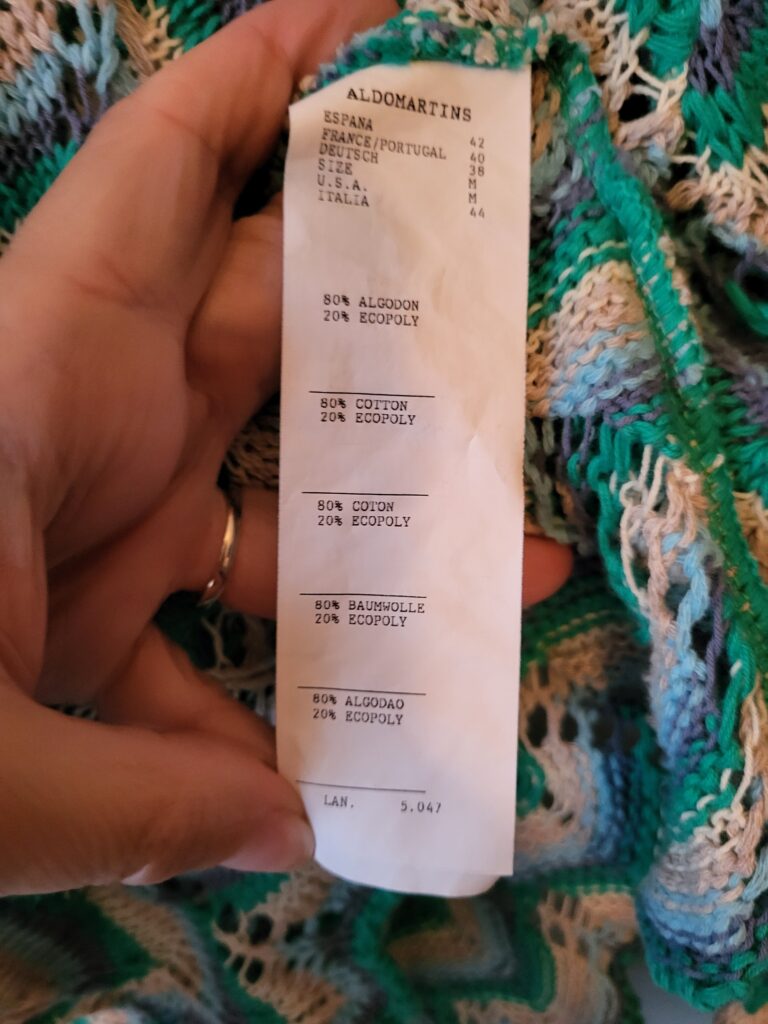 ALDOMARTINS
ESPANA 42
FRANCE/PORTUGAL 40
DEUTSCH 38
SIZE M
U.S.A. M
ITALIA 44
80% ALGODON
20% ECOPOLY
80% COTTON
20% ECOPOLY
80% COTON
20% ECOPOLY
80% BAUMWOLLE
20% ECOPOLY
80% ALGODAO
20% ECOPOLY
LAN. 5.047